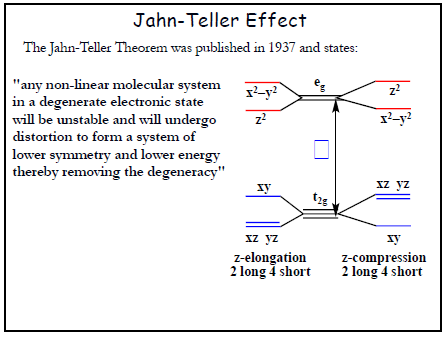 Jahn-Teller Effect
The Jahn-Teller Theorem was published in 1937 and states:
"any non-linear molecular system
in a degenerate electronic state
will be unstable and will undergo
distortion to form a system of
lower symmetry and lower energy
thereby removing the degeneracy"
x²–y²
z²
eg
z²
x²–y²
xy
xz yz
t2g
xz yz
xy
z-elongation
2 long 4 short
z-compression
2 long 4 short